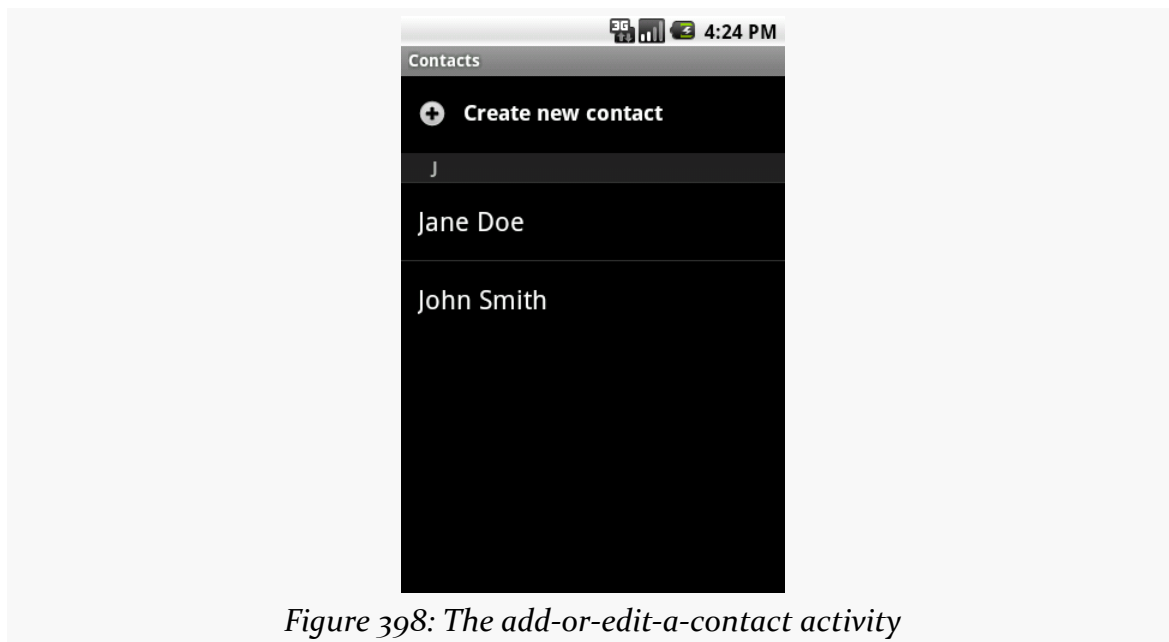 3G 4:24 PM
Contacts
Create new contact
J
Jane Doe
John Smith
Figure 398: The add-or-edit-a-contact activity